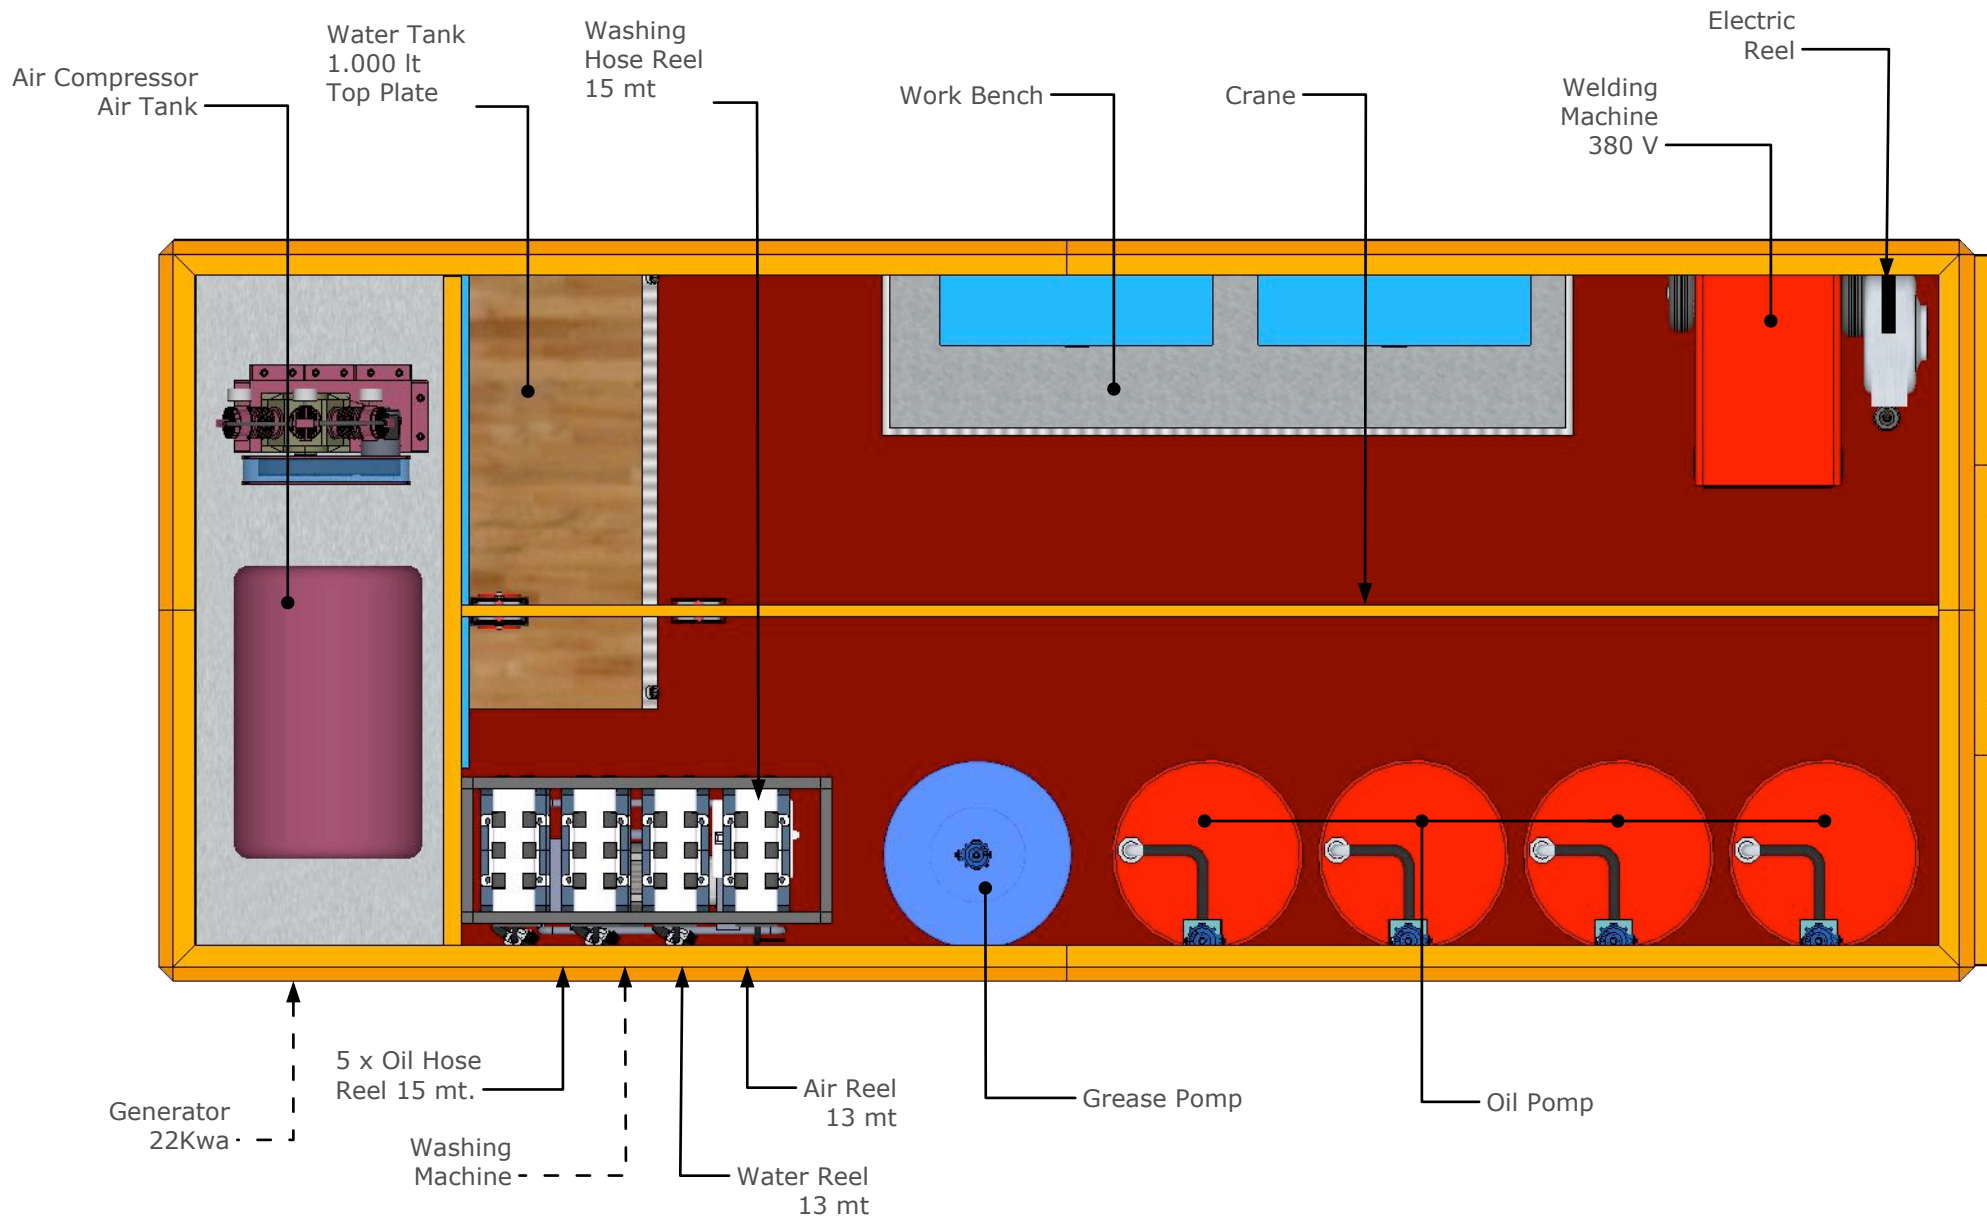 Air Compressor
Air Tank
Water Tank
1.000 lt
Top Plate
Washing
Hose Reel
15 mt
Work Bench
Crane
Welding
Machine
380 V
Electric
Reel
Generator
22Kwa
5 x Oil Hose
Reel 15 mt.
Washing
Machine
Water Reel
13 mt
Air Reel
13 mt
Grease Pomp
Oil Pomp